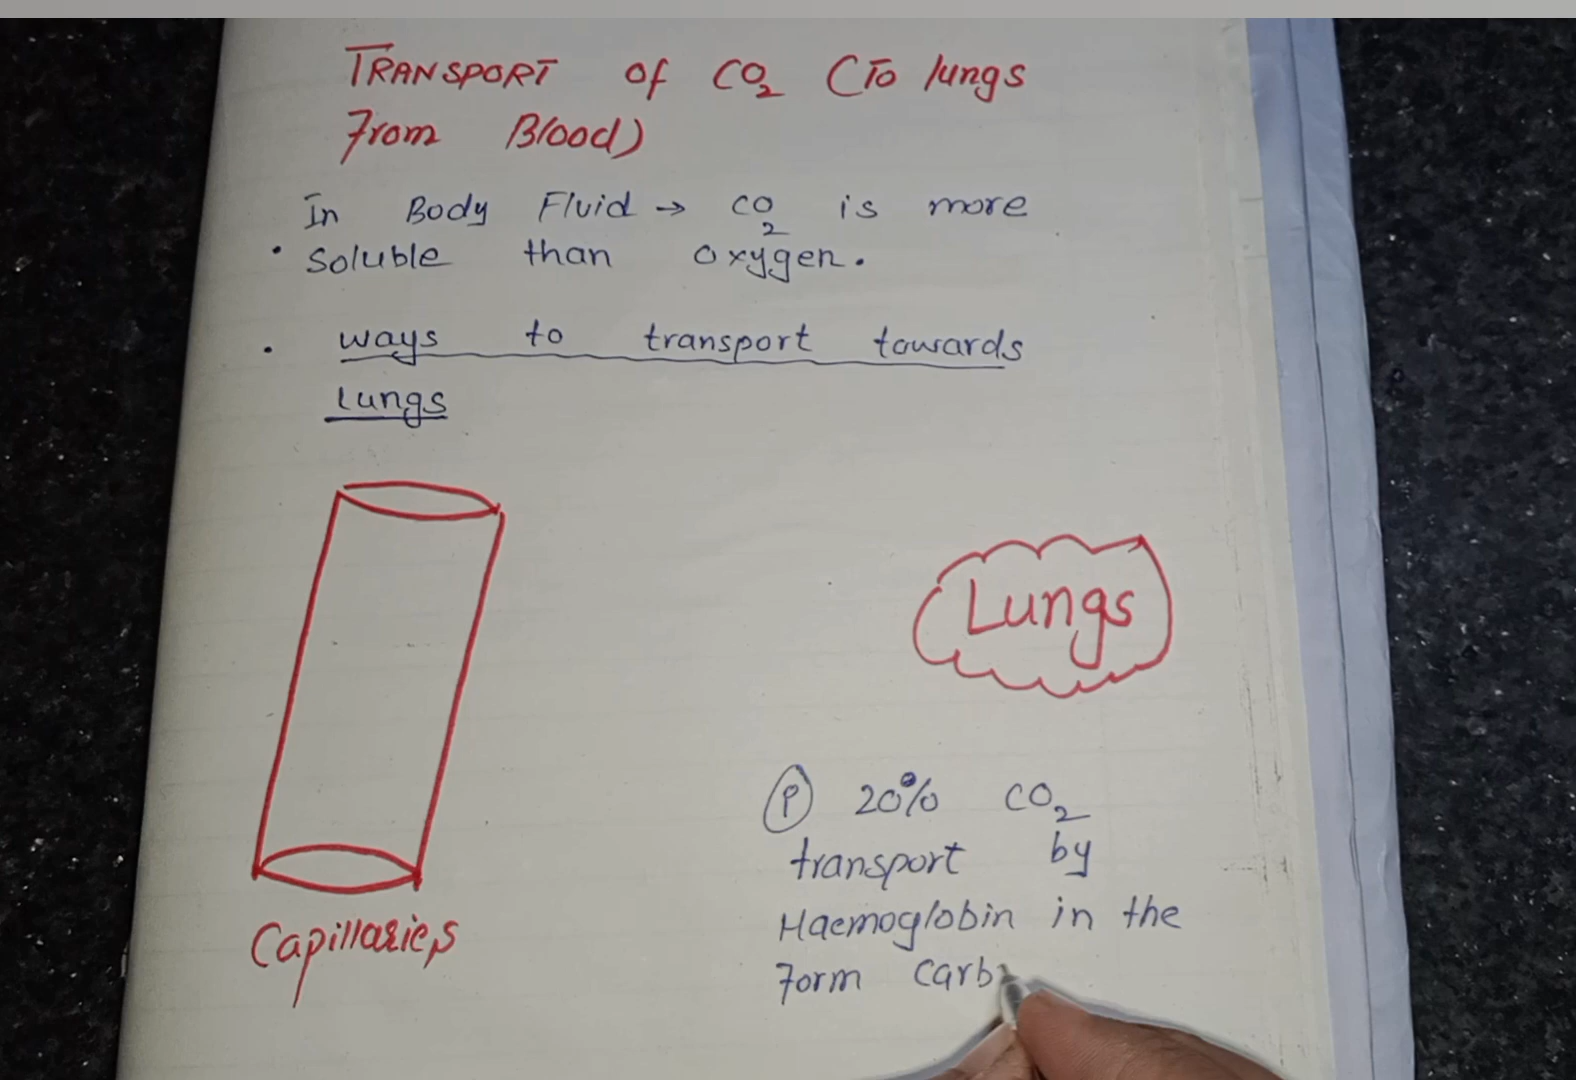 TRANSPORT of CO2 (To lungs
From Blood)
In Body Fluid → CO2 is more
• soluble than oxygen.
• ways to transport towards
Lungs
Lungs
Capillaries
P 20% CO2
transport by
Haemoglobin in the
Form Carb